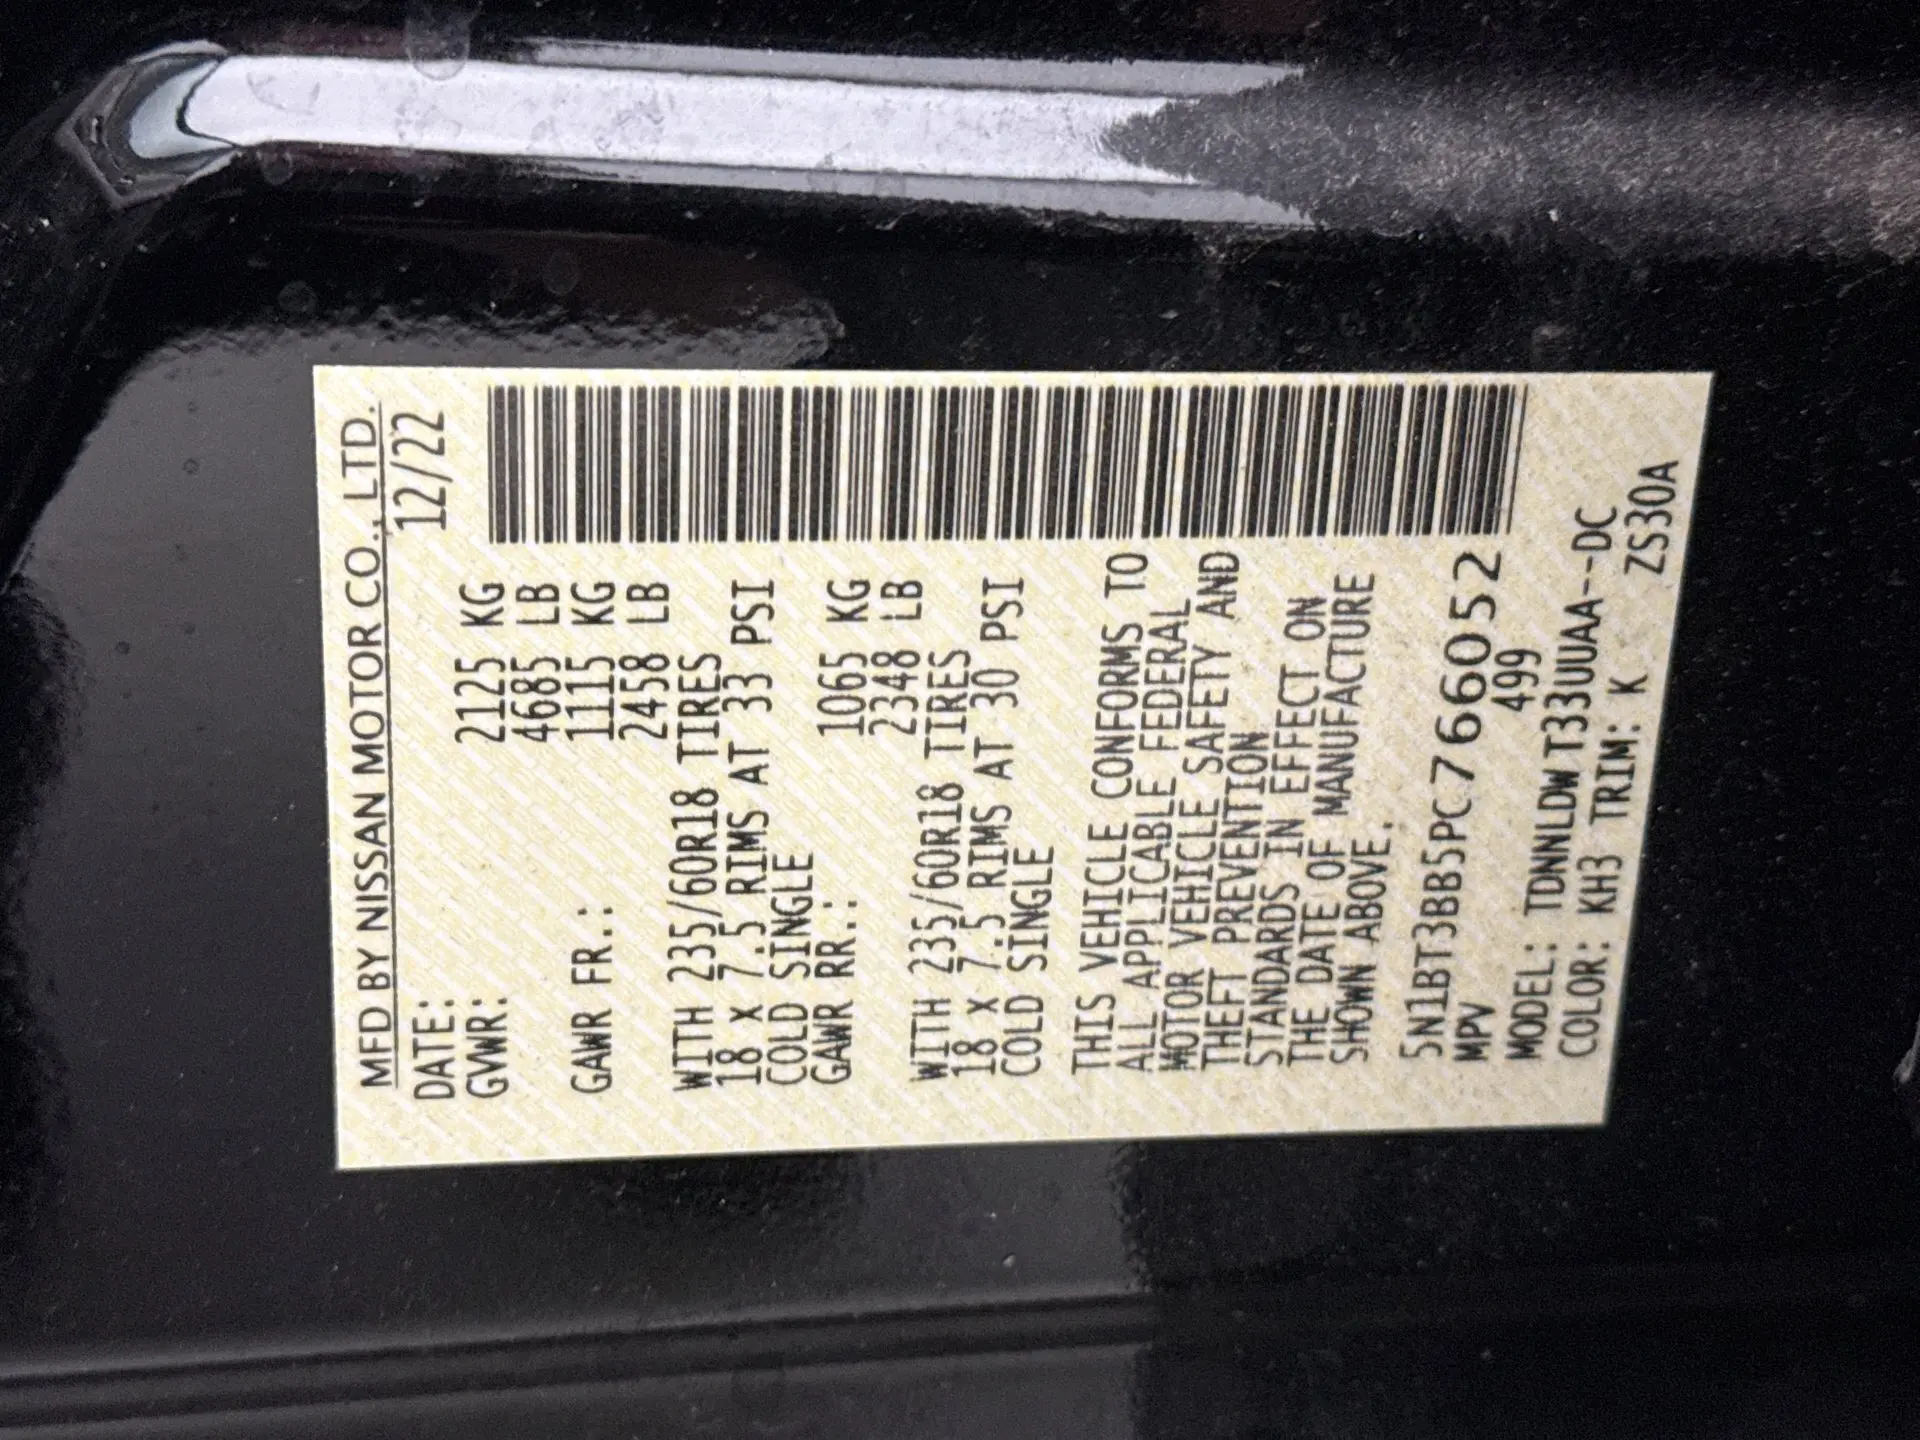 MFD BY NISSAN MOTOR CO., LTD.
DATE: 12/22
GVWR: 2125 KG
4685 LB
GAWR FR.: 1115 KG
2458 LB
WITH 235/60R18 TIRES
18 X 7.5 RIMS AT 33 PSI
COLD SINGLE
GAWR RR.: 1065 KG
2348 LB
WITH 235/60R18 TIRES
18 X 7.5 RIMS AT 30 PSI
COLD SINGLE
THIS VEHICLE CONFORMS TO
ALL APPLICABLE FEDERAL
MOTOR VEHICLE SAFETY AND
THEFT PREVENTION
STANDARDS IN EFFECT ON
THE DATE OF MANUFACTURE
SHOWN ABOVE.
5N1BT3BB5PC766052
MPV 499
MODEL: TDNNLDW T33UUAA--DC
COLOR: KH3 TRIM: K ZS30A